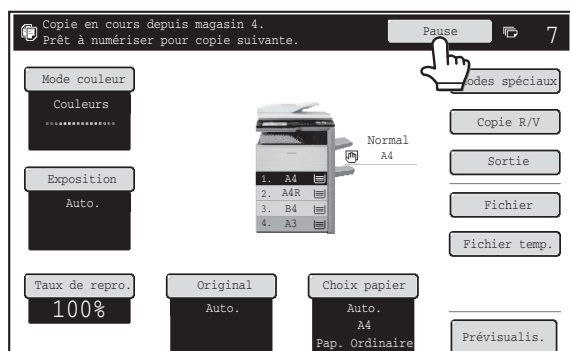 Copie en cours depuis magasin 4.
Prêt à numériser pour copie suivante.
Pause
7
Mode couleur
Couleurs
Exposition
Auto.
Normal
A4
1. A4
2. A4R
3. B4
4. A3
odes spéciaux
Copie R/V
Sortie
Fichier
Fichier temp.
Taux de repro.
100%
Original
Auto.
Choix papier
Auto.
A4
Pap. Ordinaire
Prévisualis.